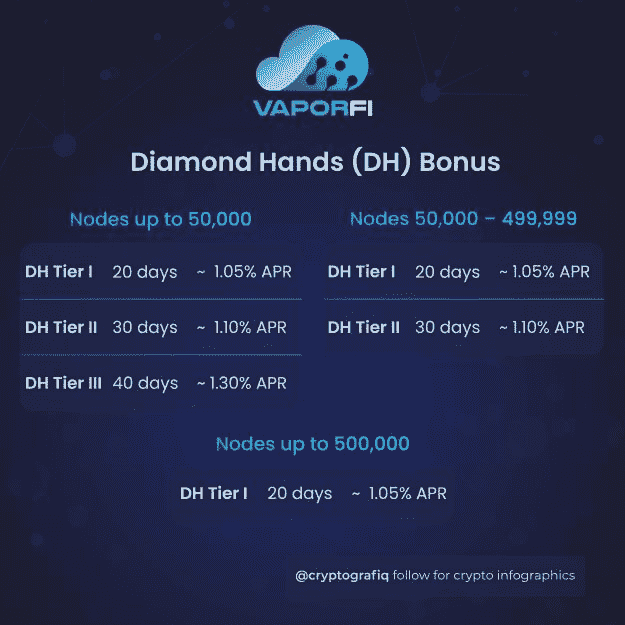 VAPORFI
Diamond Hands (DH) Bonus
Nodes up to 50,000
DH Tier I 20 days ~ 1.05% APR
DH Tier II 30 days ~ 1.10% APR
DH Tier III 40 days ~ 1.30% APR
Nodes 50,000 – 499,999
DH Tier I 20 days ~ 1.05% APR
DH Tier II 30 days ~ 1.10% APR
Nodes up to 500,000
DH Tier I 20 days ~ 1.05% APR
@cryptografiq follow for crypto infographics